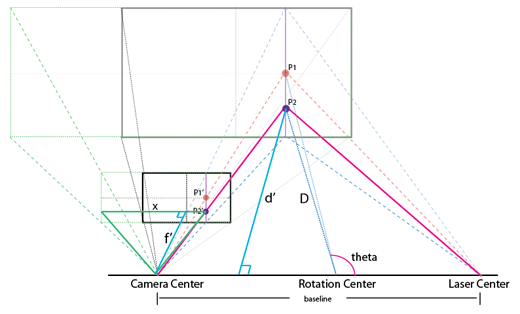 P1
P2
P1'
x
P2'
d'
D
f'
theta
Camera Center
Rotation Center
Laser Center
baseline